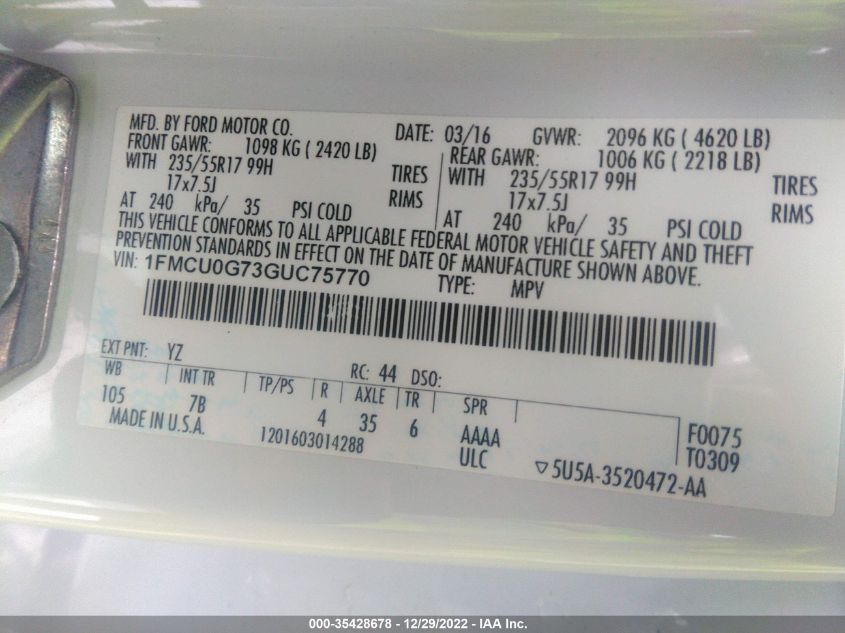 MFD. BY FORD MOTOR CO. DATE: 03/16 GVWR: 2096 KG ( 4620 LB)
FRONT GAWR: 1098 KG ( 2420 LB) REAR GAWR: 1006 KG ( 2218 LB)
WITH 235/55R17 99H TIRES WITH 235/55R17 99H TIRES
17x7.5J RIMS 17x7.5J RIMS
AT 240 kPa/ 35 PSI COLD AT 240 kPa/ 35 PSI COLD
THIS VEHICLE CONFORMS TO ALL APPLICABLE FEDERAL MOTOR VEHICLE SAFETY AND THEFT
PREVENTION STANDARDS IN EFFECT ON THE DATE OF MANUFACTURE SHOWN ABOVE.
VIN: 1FMCU0G73GUC75770 TYPE: MPV
EXT PNT: YZ RC: 44 DSO:
WB INT TR TP/PS R AXLE TR SPR
105 7B 4 35 6 AAAA F0075
MADE IN U.S.A. 1201603014288 ULC T0309
5U5A-3520472-AA
000-35428678 - 12/29/2022 - IAA Inc.